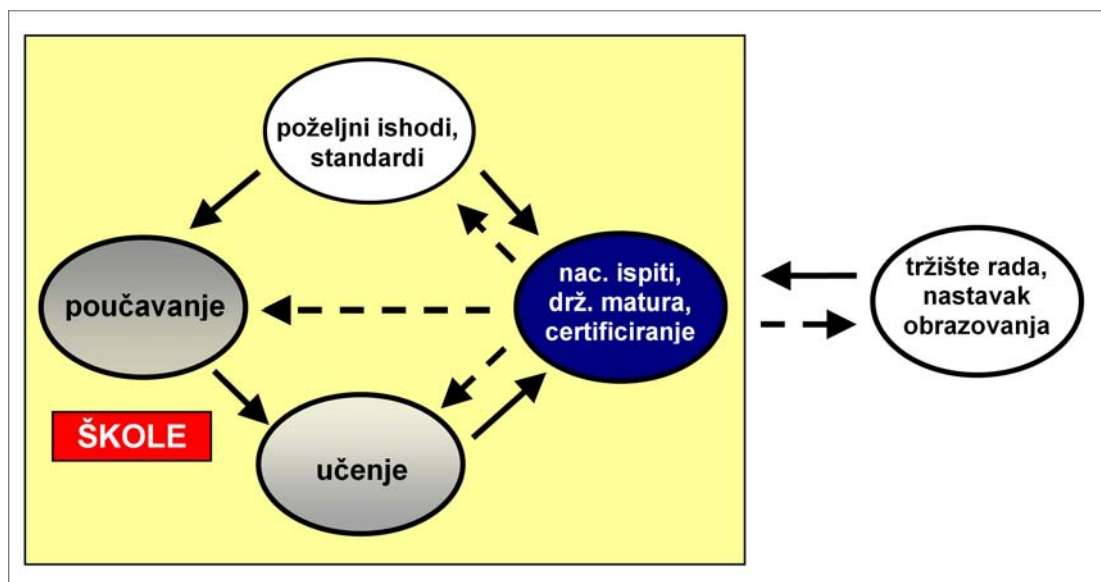 poželjni ishodi,
standardi
poučavanje
nac. ispiti,
drž. matura,
certificiranje
tržište rada,
nastavak
obrazovanja
ŠKOLE
učenje